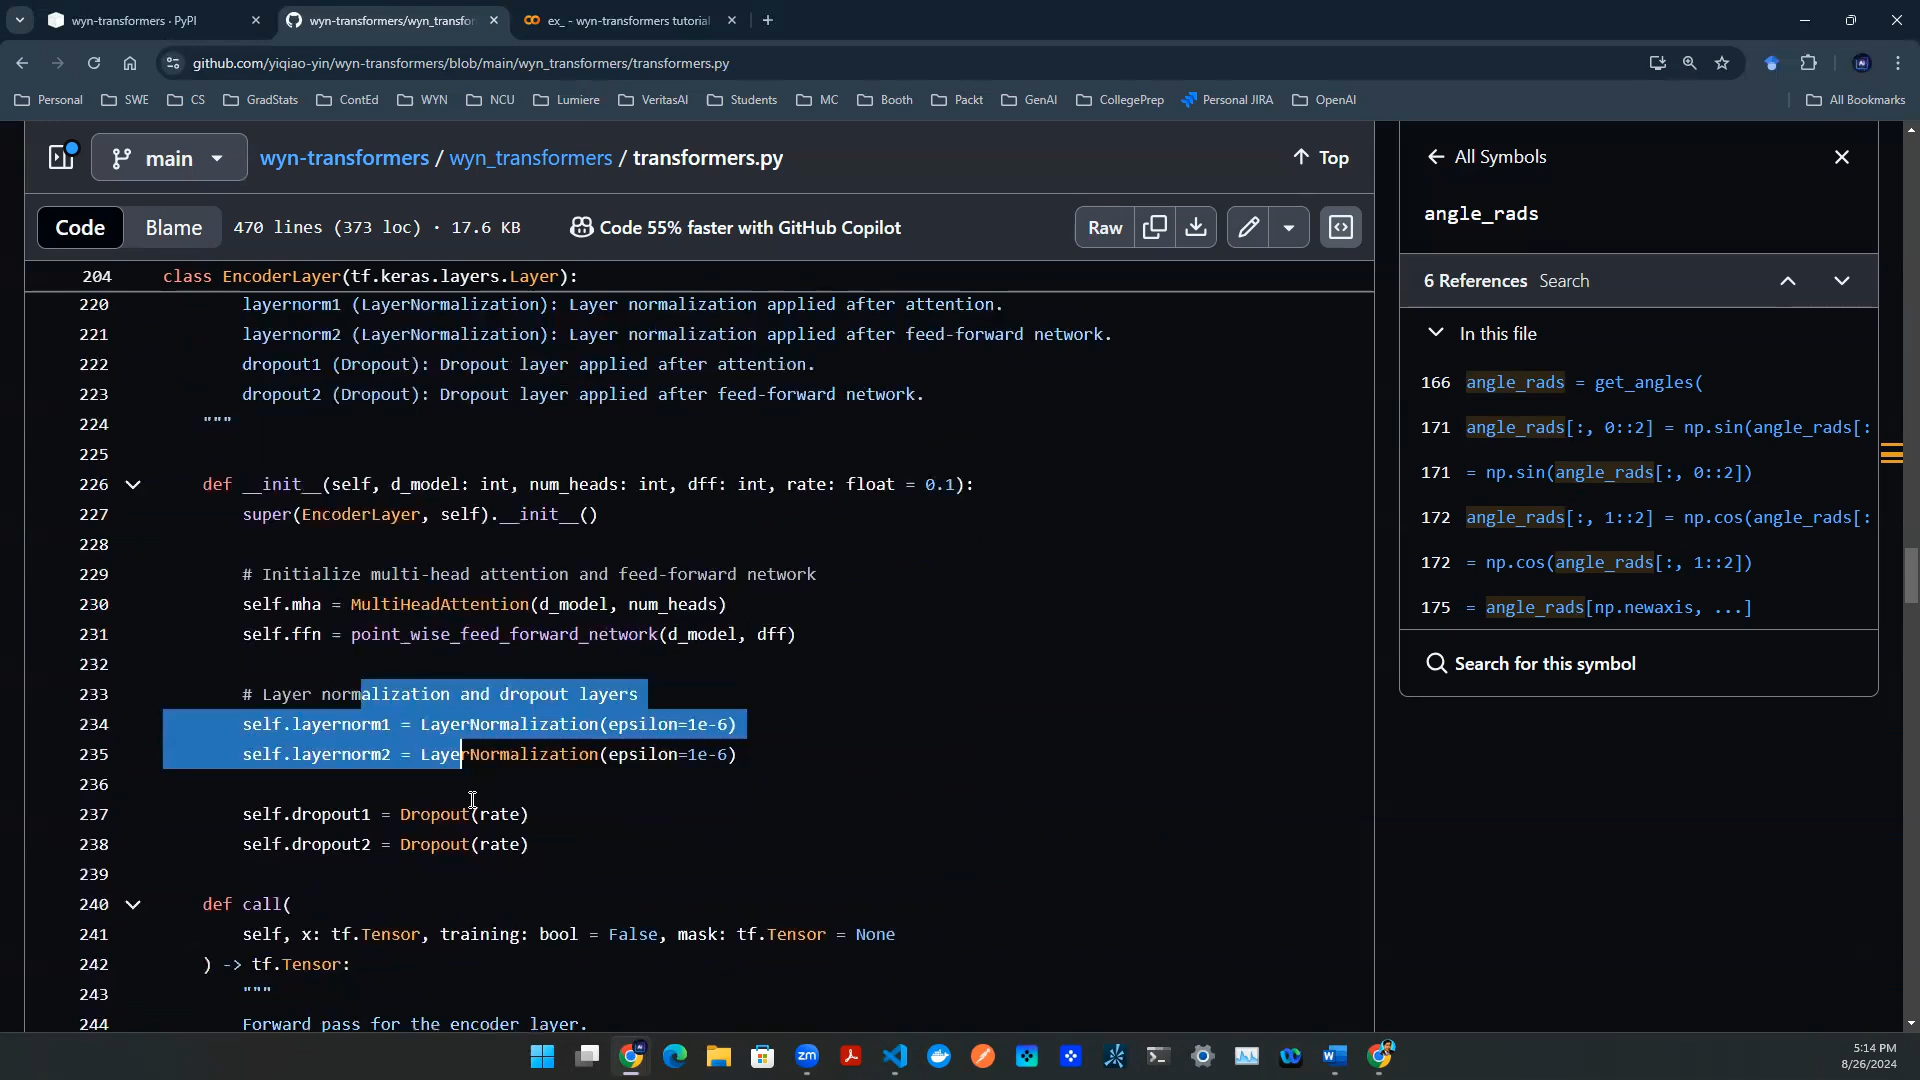 wyn-transformers · PyPI
wyn-transformers/wyn_transfor
ex_ - wyn-transformers tutorial
github.com/yiqiao-yin/wyn-transformers/blob/main/wyn_transformers/transformers.py
Personal
SWE
CS
GradStats
ContEd
WYN
NCU
Lumiere
VeritasAI
Students
MC
Booth
Packt
GenAI
CollegePrep
Personal JIRA
OpenAI
All Bookmarks
main
wyn-transformers / wyn_transformers / transformers.py
Top
Code
Blame
470 lines (373 loc) · 17.6 KB
Code 55% faster with GitHub Copilot
Raw
204 class EncoderLayer(tf.keras.layers.Layer):
220 layernorm1 (LayerNormalization): Layer normalization applied after attention.
221 layernorm2 (LayerNormalization): Layer normalization applied after feed-forward network.
222 dropout1 (Dropout): Dropout layer applied after attention.
223 dropout2 (Dropout): Dropout layer applied after feed-forward network.
224 """
225
226 def __init__(self, d_model: int, num_heads: int, dff: int, rate: float = 0.1):
227 super(EncoderLayer, self).__init__()
228
229 # Initialize multi-head attention and feed-forward network
230 self.mha = MultiHeadAttention(d_model, num_heads)
231 self.ffn = point_wise_feed_forward_network(d_model, dff)
232
233 # Layer normalization and dropout layers
234 self.layernorm1 = LayerNormalization(epsilon=1e-6)
235 self.layernorm2 = LayerNormalization(epsilon=1e-6)
236
237 self.dropout1 = Dropout(rate)
238 self.dropout2 = Dropout(rate)
239
240 def call(
241 self, x: tf.Tensor, training: bool = False, mask: tf.Tensor = None
242 ) -> tf.Tensor:
243 """
244 Forward pass for the encoder layer.
All Symbols
angle_rads
6 References Search
In this file
166 angle_rads = get_angles(
171 angle_rads[:, 0::2] = np.sin(angle_rads[:
171 = np.sin(angle_rads[:, 0::2])
172 angle_rads[:, 1::2] = np.cos(angle_rads[:
172 = np.cos(angle_rads[:, 1::2])
175 = angle_rads[np.newaxis, ...]
Search for this symbol
zm
5:14 PM
8/26/2024